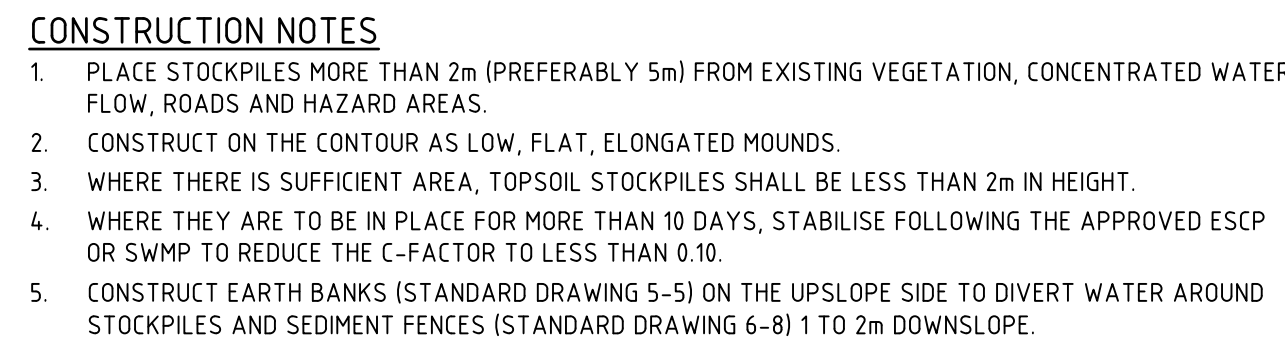 CONSTRUCTION NOTES
1. PLACE STOCKPILES MORE THAN 2m (PREFERABLY 5m) FROM EXISTING VEGETATION, CONCENTRATED WATER
FLOW, ROADS AND HAZARD AREAS.
2. CONSTRUCT ON THE CONTOUR AS LOW, FLAT, ELONGATED MOUNDS.
3. WHERE THERE IS SUFFICIENT AREA, TOPSOIL STOCKPILES SHALL BE LESS THAN 2m IN HEIGHT.
4. WHERE THEY ARE TO BE IN PLACE FOR MORE THAN 10 DAYS, STABILISE FOLLOWING THE APPROVED ESCP
OR SWMP TO REDUCE THE C-FACTOR TO LESS THAN 0.10.
5. CONSTRUCT EARTH BANKS (STANDARD DRAWING 5-5) ON THE UPSLOPE SIDE TO DIVERT WATER AROUND
STOCKPILES AND SEDIMENT FENCES (STANDARD DRAWING 6-8) 1 TO 2m DOWNSLOPE.